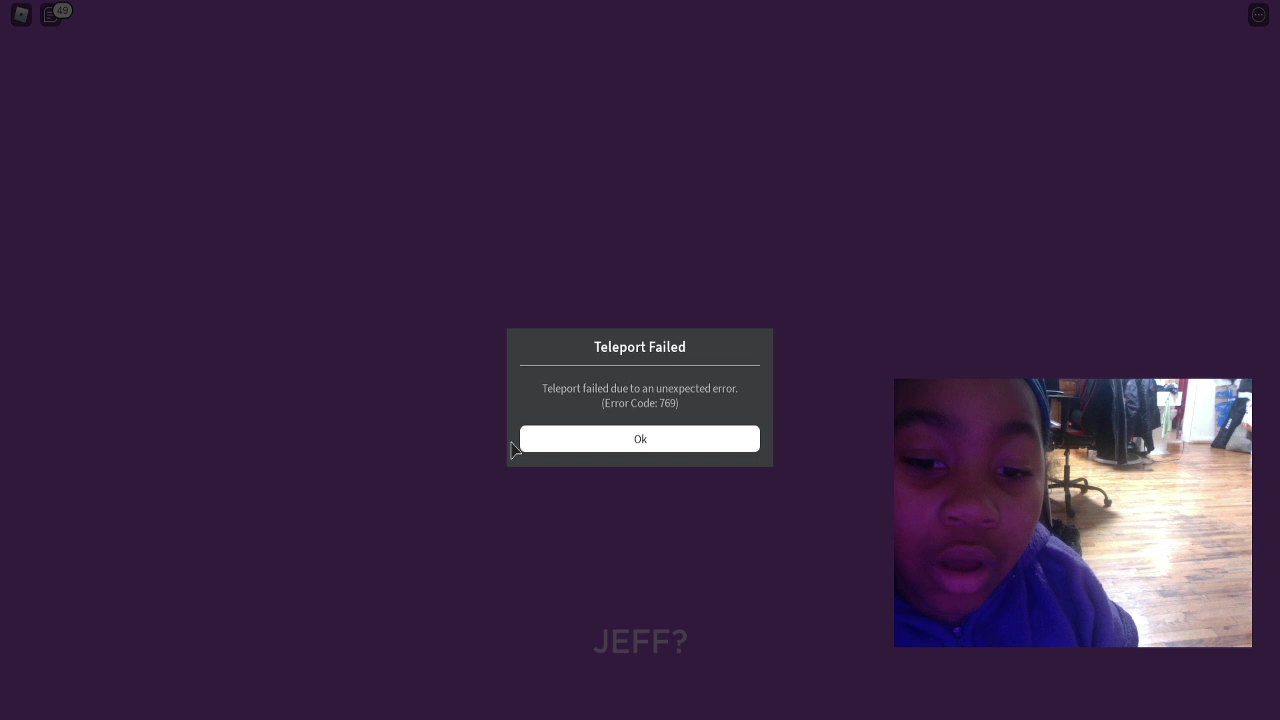 49
Teleport Failed
Teleport failed due to an unexpected error.
(Error Code: 769)
Ok
JEFF?